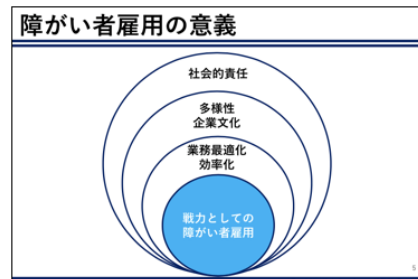 障がい者雇用の意義
社会的責任
多様性
企業文化
業務最適化
効率化
戦力としての
障がい者雇用